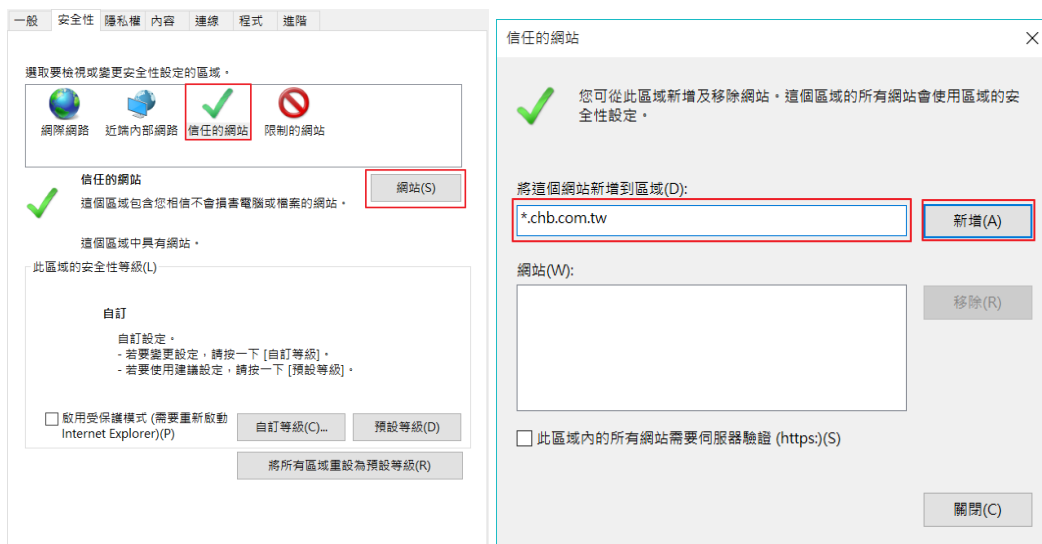 一般 安全性 隱私權 內容 連線 程式 進階
選取要檢視或變更安全性設定的區域。
網際網路 近端內部網路 信任的網站 限制的網站
信任的網站
網站(S)
這個區域包含您相信不會損害電腦或檔案的網站。
這個區域中具有網站。
此區域的安全性等級(L)
自訂
自訂設定。
- 若要變更設定，請按一下 [自訂等級]。
- 若要使用建議設定，請按一下 [預設等級]。
啟用受保護模式 (需要重新啟動
Internet Explorer)(P)
自訂等級(C)...
預設等級(D)
將所有區域重設為預設等級(R)
信任的網站
您可從此區域新增及移除網站。這個區域的所有網站會使用區域的安
全性設定。
將這個網站新增到區域(D):
*.chb.com.tw
新增(A)
網站(W):
移除(R)
此區域內的所有網站需要伺服器驗證 (https:)(S)
關閉(C)